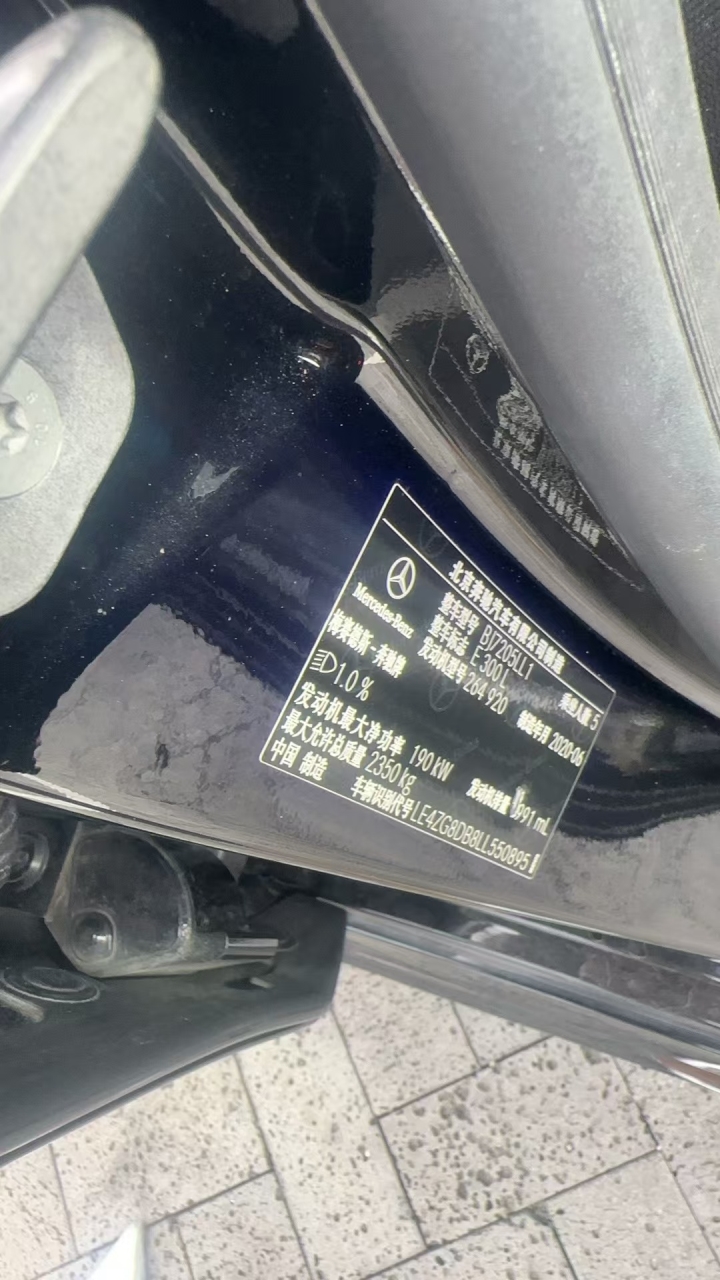 北京奔驰汽车有限公司制造
Mercedes-Benz
梅赛德斯-奔驰牌
整车型号 BJ7205LL1
整车标志 E 300 L
发动机型号 264 920
乘坐人数 5
制造年月 2020-06
1.0 %
发动机最大净功率 190 kW
发动机排量 1991 mL
最大允许总质量 2350 kg
中国 制造
车辆识别代号 LE4ZG8DB8LL550895